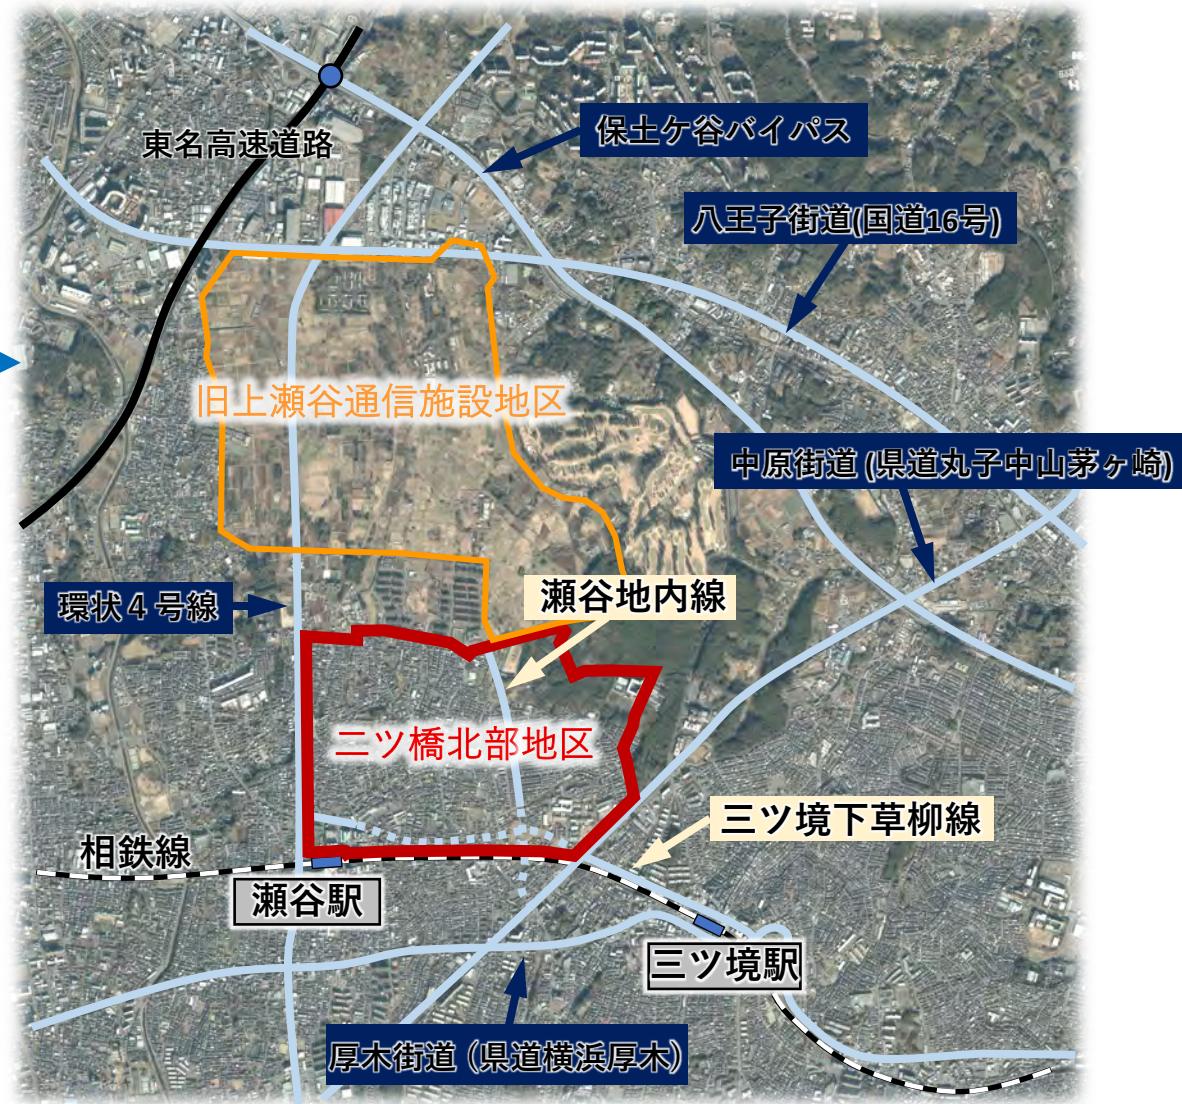 保土ケ谷バイパス
東名高速道路
八王子街道(国道16号)
旧上瀬谷通信施設地区
中原街道(県道丸子中山茅ヶ崎)
瀬谷地内線
環状４号線
二ツ橋北部地区
三ツ境下草柳線
相鉄線
瀬谷駅
三ツ境駅
厚木街道（県道横浜厚木）